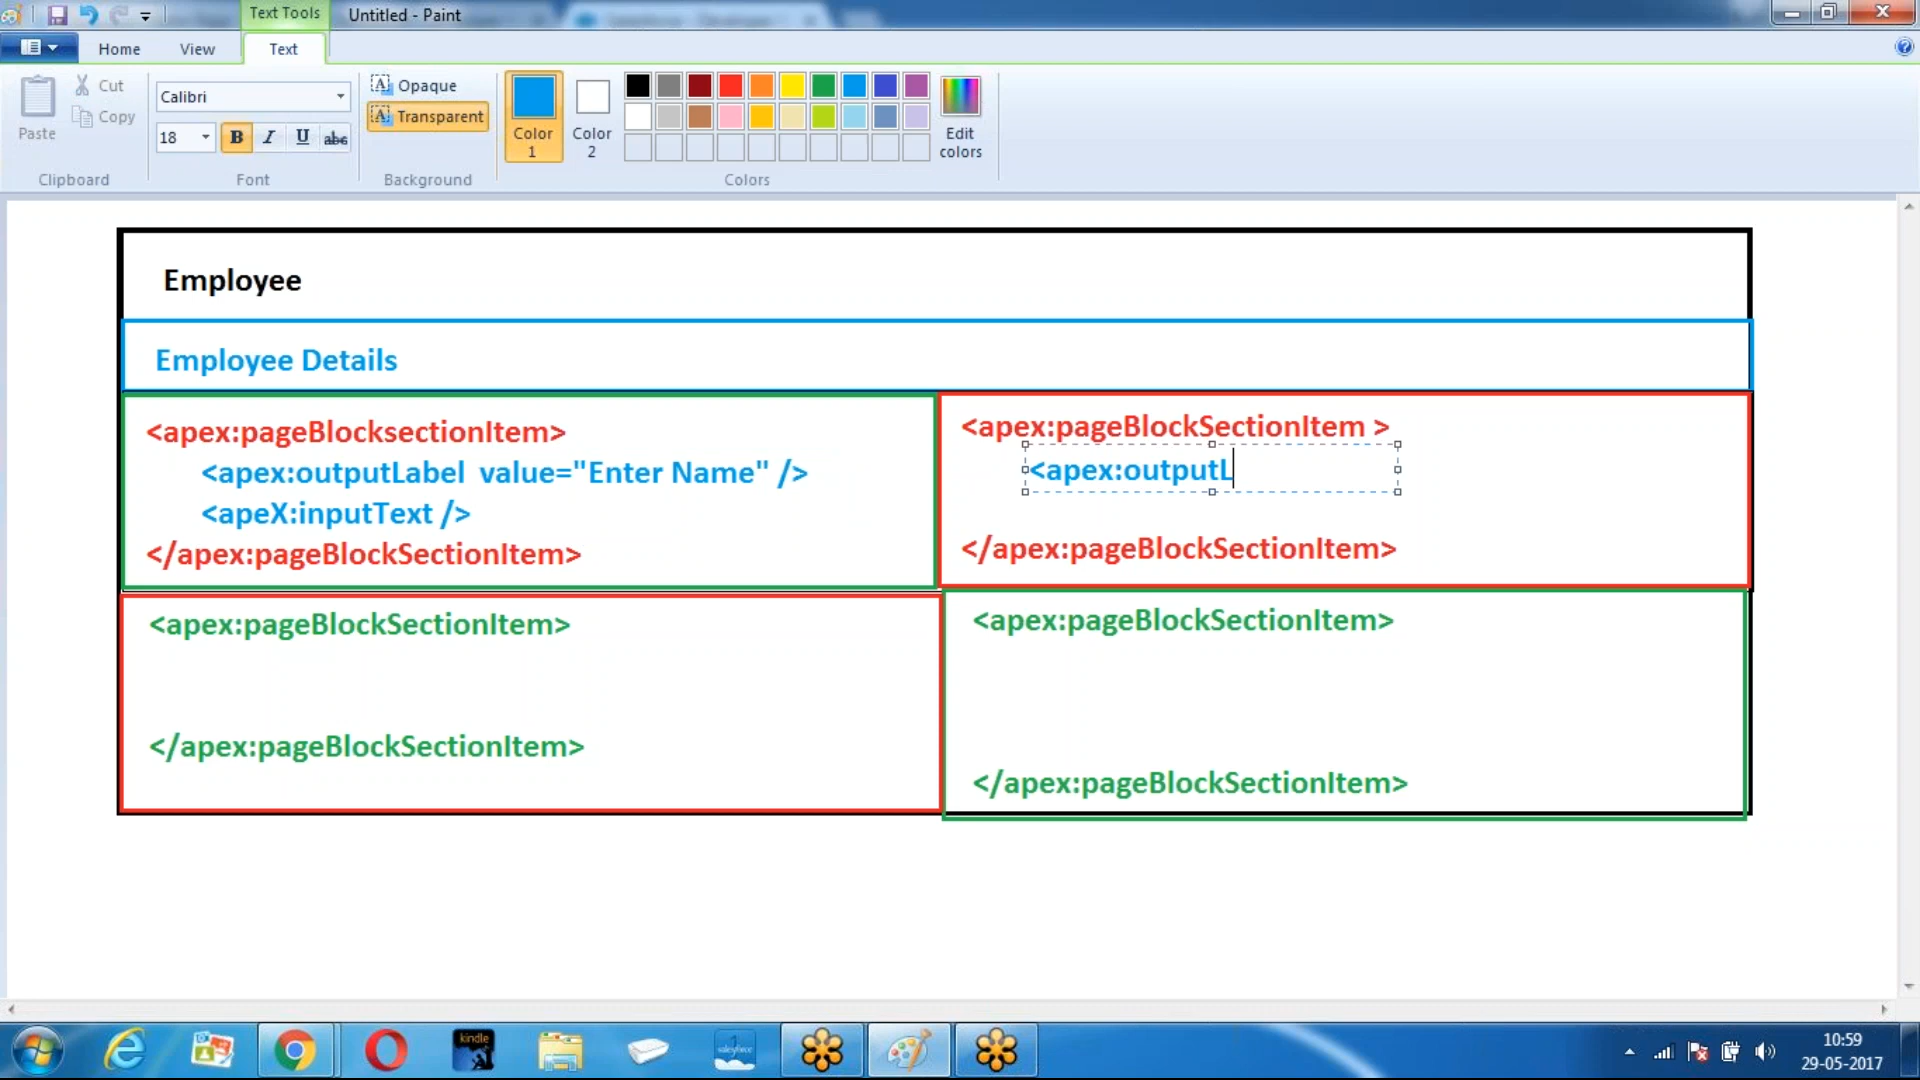 Text Tools
Untitled - Paint
Home
View
Text
Paste
Cut
Copy
Clipboard
Calibri
18
B
I
U
abc
Font
Opaque
Transparent
Background
Color
1
Color
2
Edit
colors
Colors
Employee
Employee Details
<apex:pageBlocksectionItem>
<apex:outputLabel value="Enter Name" />
<apeX:inputText />
</apex:pageBlockSectionItem>
<apex:pageBlockSectionItem >
<apex:outputL
</apex:pageBlockSectionItem>
<apex:pageBlockSectionItem>
</apex:pageBlockSectionItem>
<apex:pageBlockSectionItem>
</apex:pageBlockSectionItem>
kindle
salesforce
10:59
29-05-2017